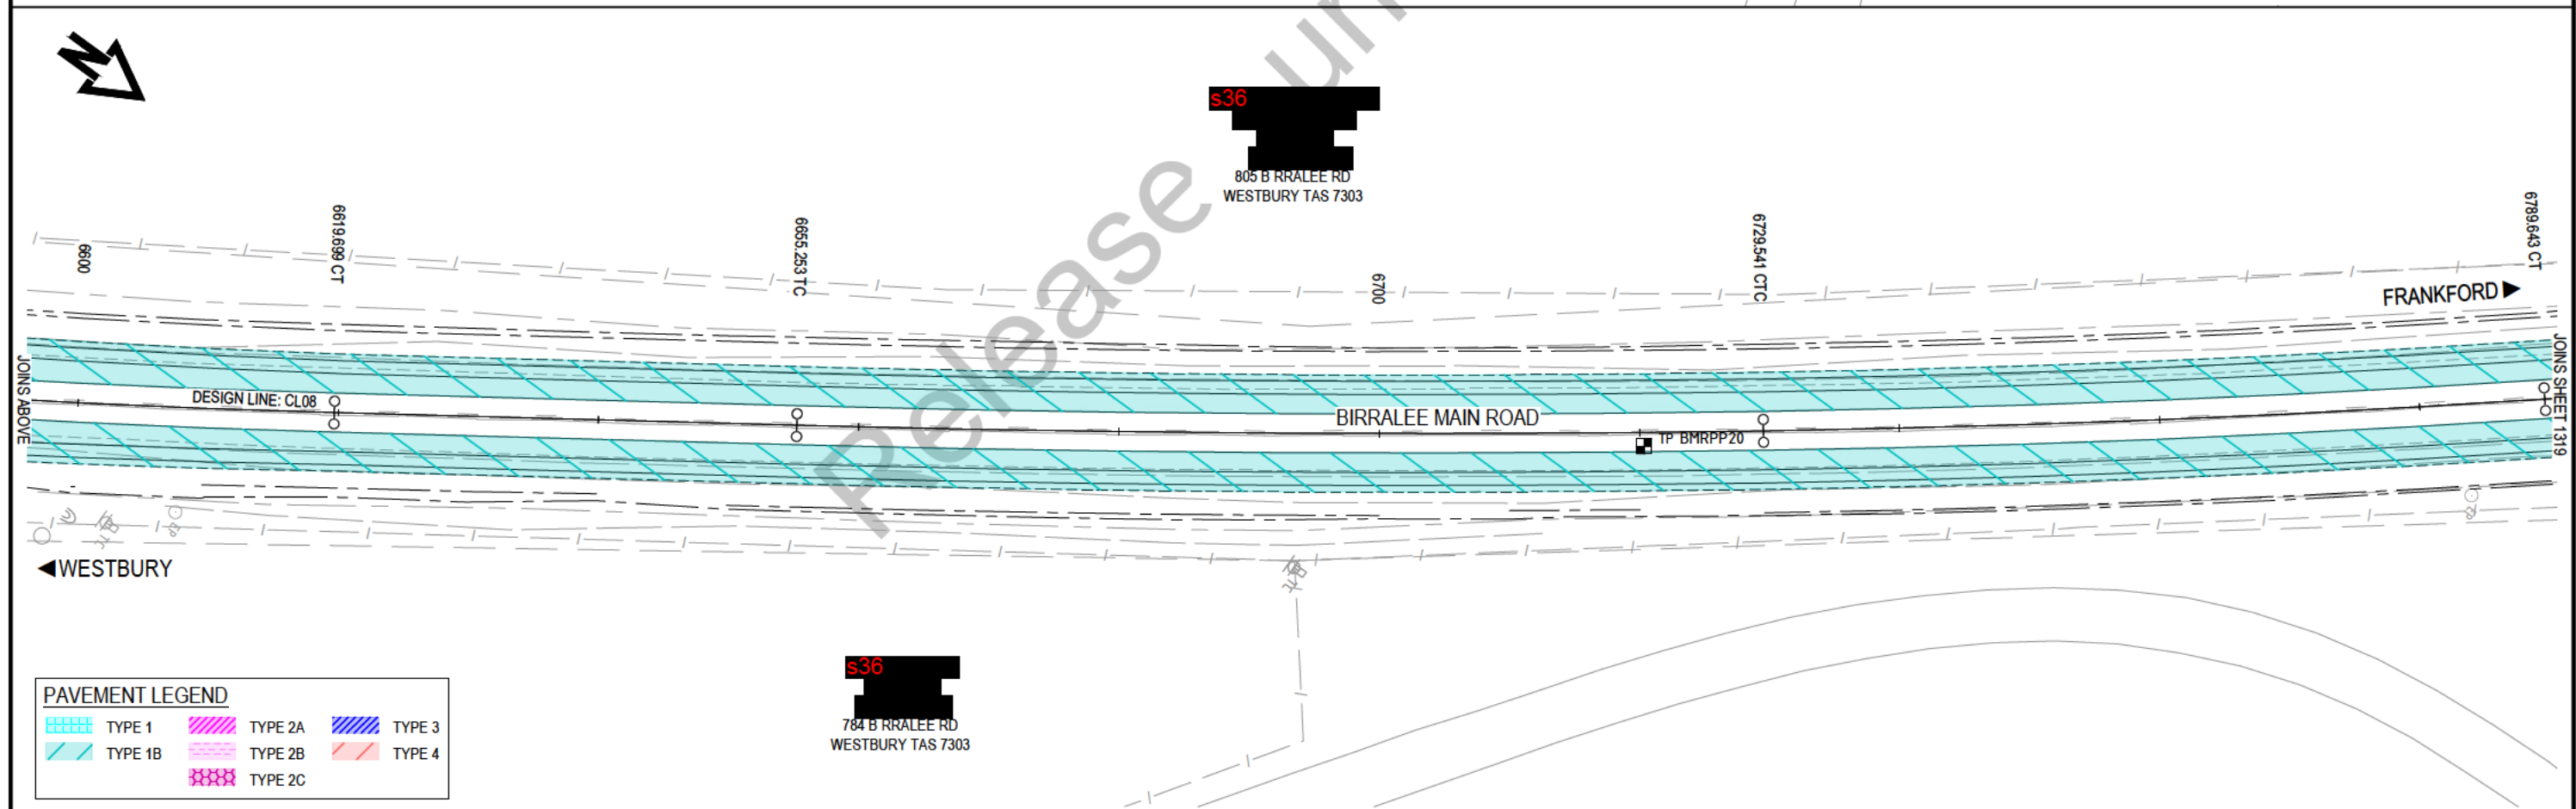 N
Release un
s36
805 B RRALEE RD
WESTBURY TAS 7303
6600
6619.699 CT
6655.253 TC
6700
6729.541 CTC
6789.643 CT
FRANKFORD
JOINS ABOVE
DESIGN LINE: CL08
BIRRALEE MAIN ROAD
TP BMRPP20
JOINS SHEET 1319
WESTBURY
s36
784 B RRALEE RD
WESTBURY TAS 7303
PAVEMENT LEGEND
TYPE 1 TYPE 2A TYPE 3
TYPE 1B TYPE 2B TYPE 4
TYPE 2C